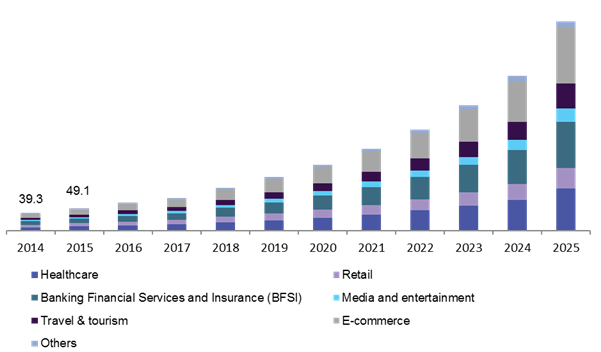 39.3
49.1
2014 2015 2016 2017 2018 2019 2020 2021 2022 2023 2024 2025
Healthcare Retail
Banking Financial Services and Insurance (BFSI) Media and entertainment
Travel & tourism E-commerce
Others